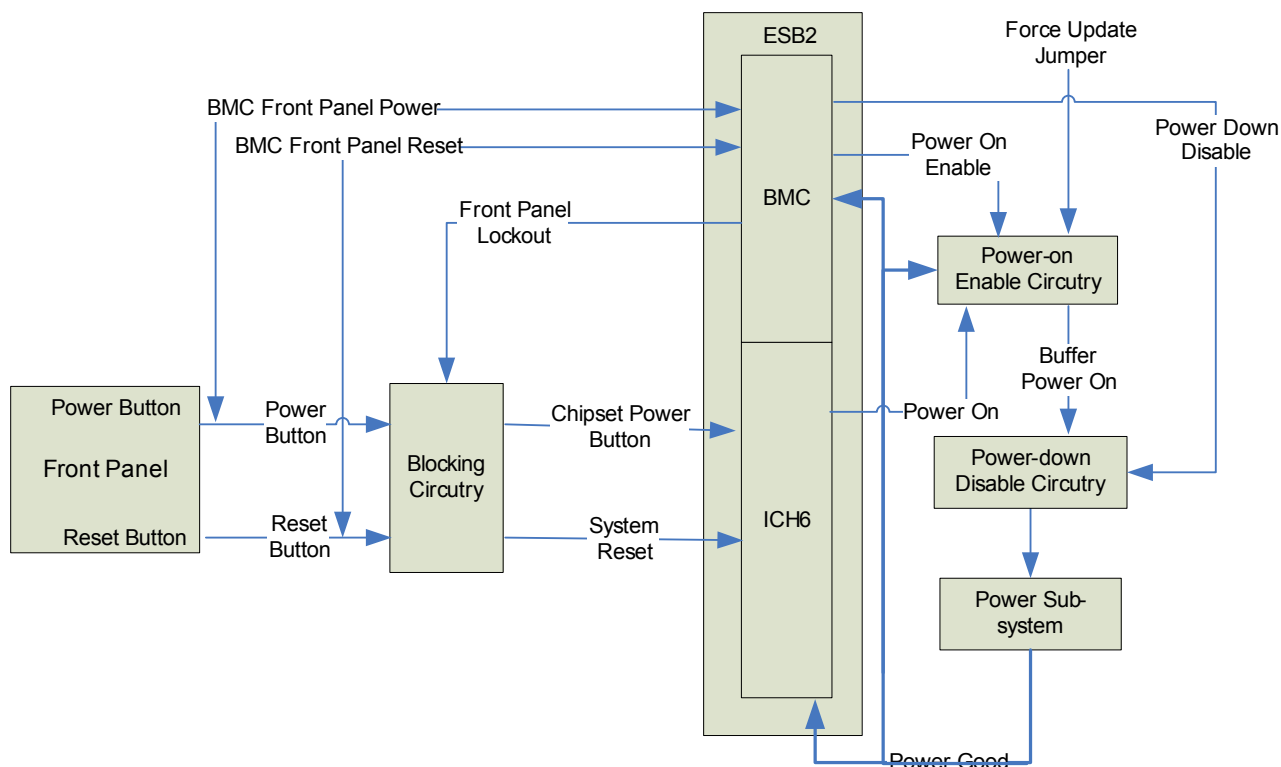 ESB2
Force Update
Jumper
BMC Front Panel Power
BMC Front Panel Reset
Power On
Enable
Power Down
Disable
BMC
Front Panel
Lockout
Power-on
Enable Circutry
Buffer
Power On
Power Button
Power
Button
Chipset Power
Button
Power On
Front Panel
Blocking
Circutry
Power-down
Disable Circutry
Reset Button
Reset
Button
System
Reset
ICH6
Power Sub-
system
Power Good